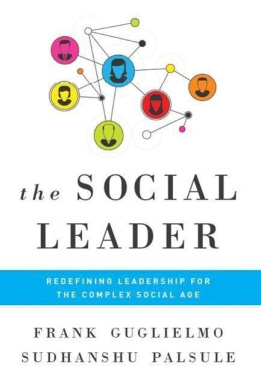 the SOCIAL
LEADER
REDEFINING LEADERSHIP FOR
THE COMPLEX SOCIAL AGE
FRANK GUGLIELMO
SUDHANSHU PALSULE